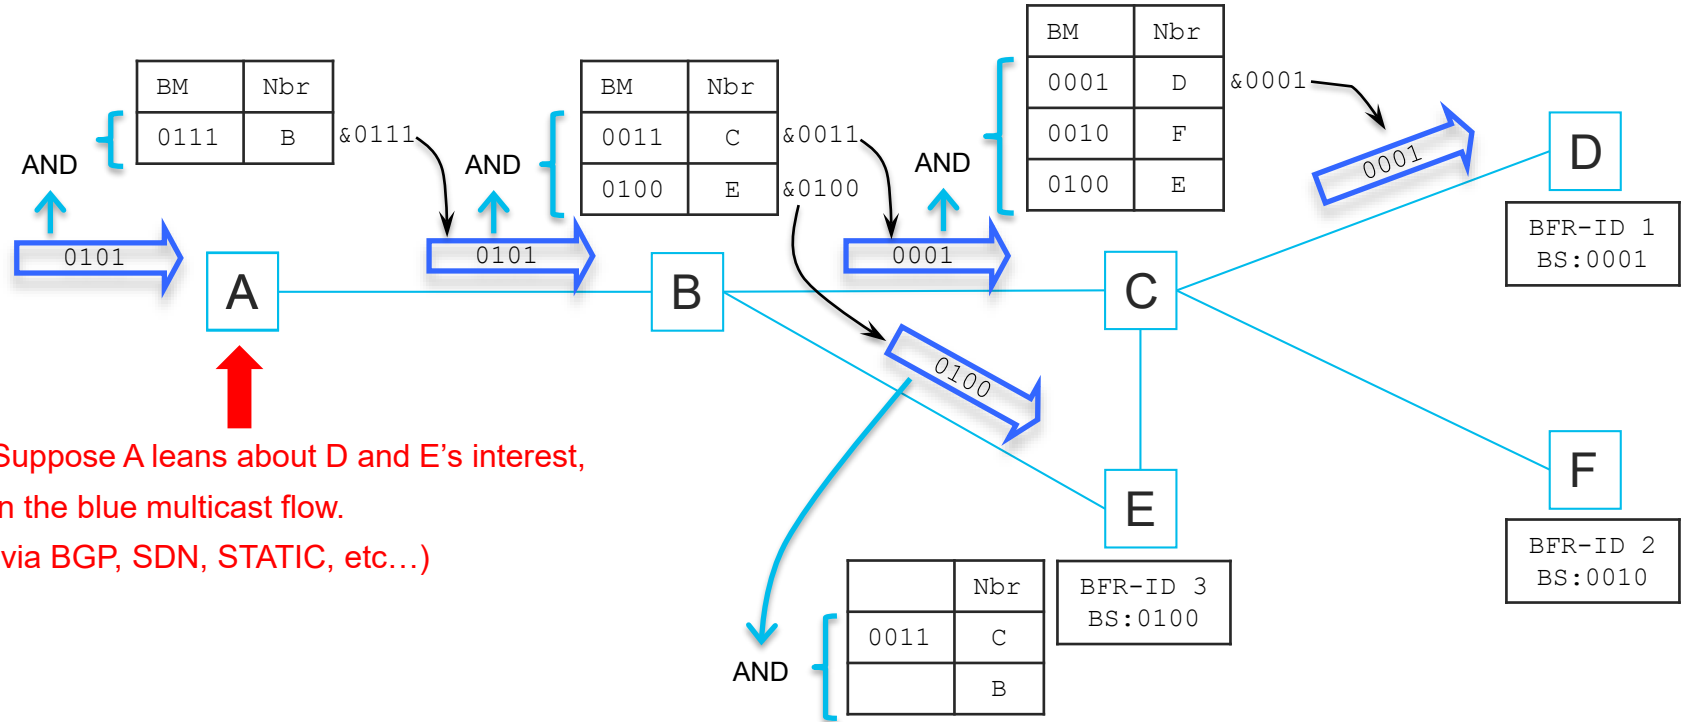 BM Nbr
0001 D &0001
0010 F
0100 E
BM Nbr
0111 B &0111
BM Nbr
0011 C &0011
0100 E &0100
AND
AND
AND
0101
0101
0001
0001
0100
A
B
C
D
BFR-ID 1
BS:0001
Suppose A leans about D and E's interest,
n the blue multicast flow.
via BGP, SDN, STATIC, etc...)
E
BFR-ID 3
BS:0100
F
BFR-ID 2
BS:0010
Nbr
0011 C
B
AND